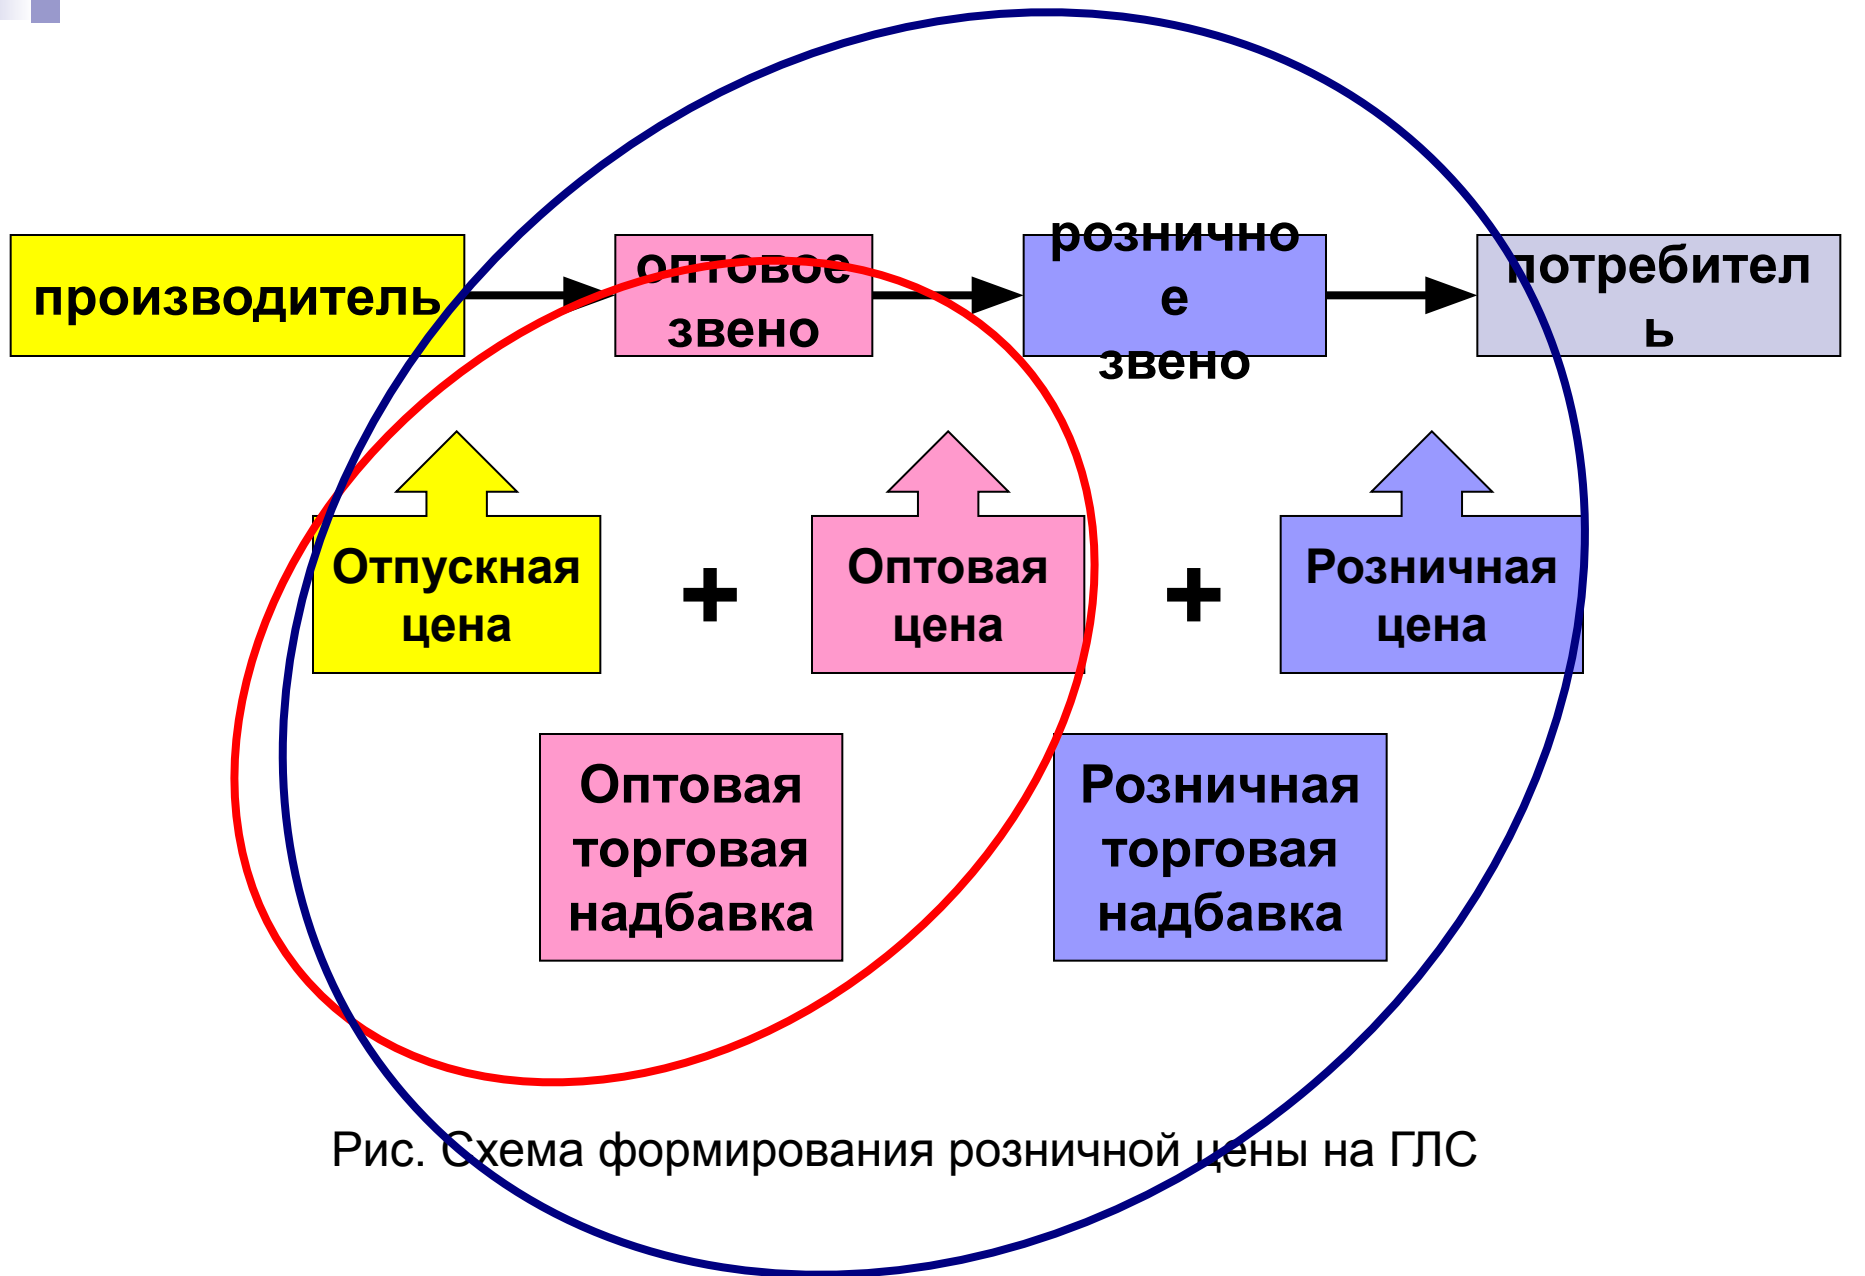 производитель
оптовое
звено
рознично
е
звено
потребител
ь
Отпускная
цена
+
Оптовая
цена
+
Розничная
цена
Оптовая
торговая
надбавка
Розничная
торговая
надбавка
Рис. Схема формирования розничной цены на ГЛС